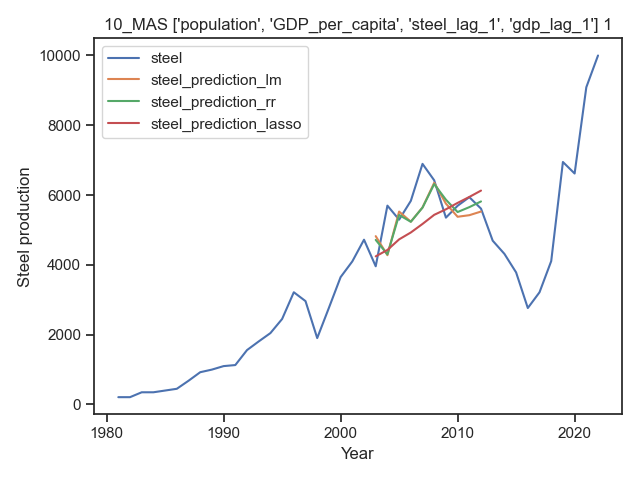 10_MAS ['population', 'GDP_per_capita', 'steel_lag_1', 'gdp_lag_1'] 1
steel
steel_prediction_lm
steel_prediction_rr
steel_prediction_lasso
Steel production
10000
8000
6000
4000
2000
0
1980
1990
2000
2010
2020
Year